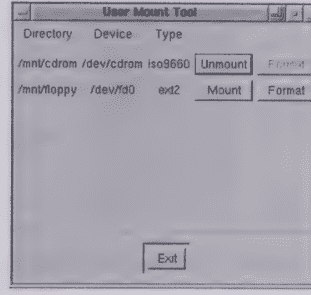 User Mount Tool
Directory Device Type
/mnt/cdrom /dev/cdrom iso9660 Unmount Format
/mnt/floppy /dev/fd0 ext2 Mount Format
Exit